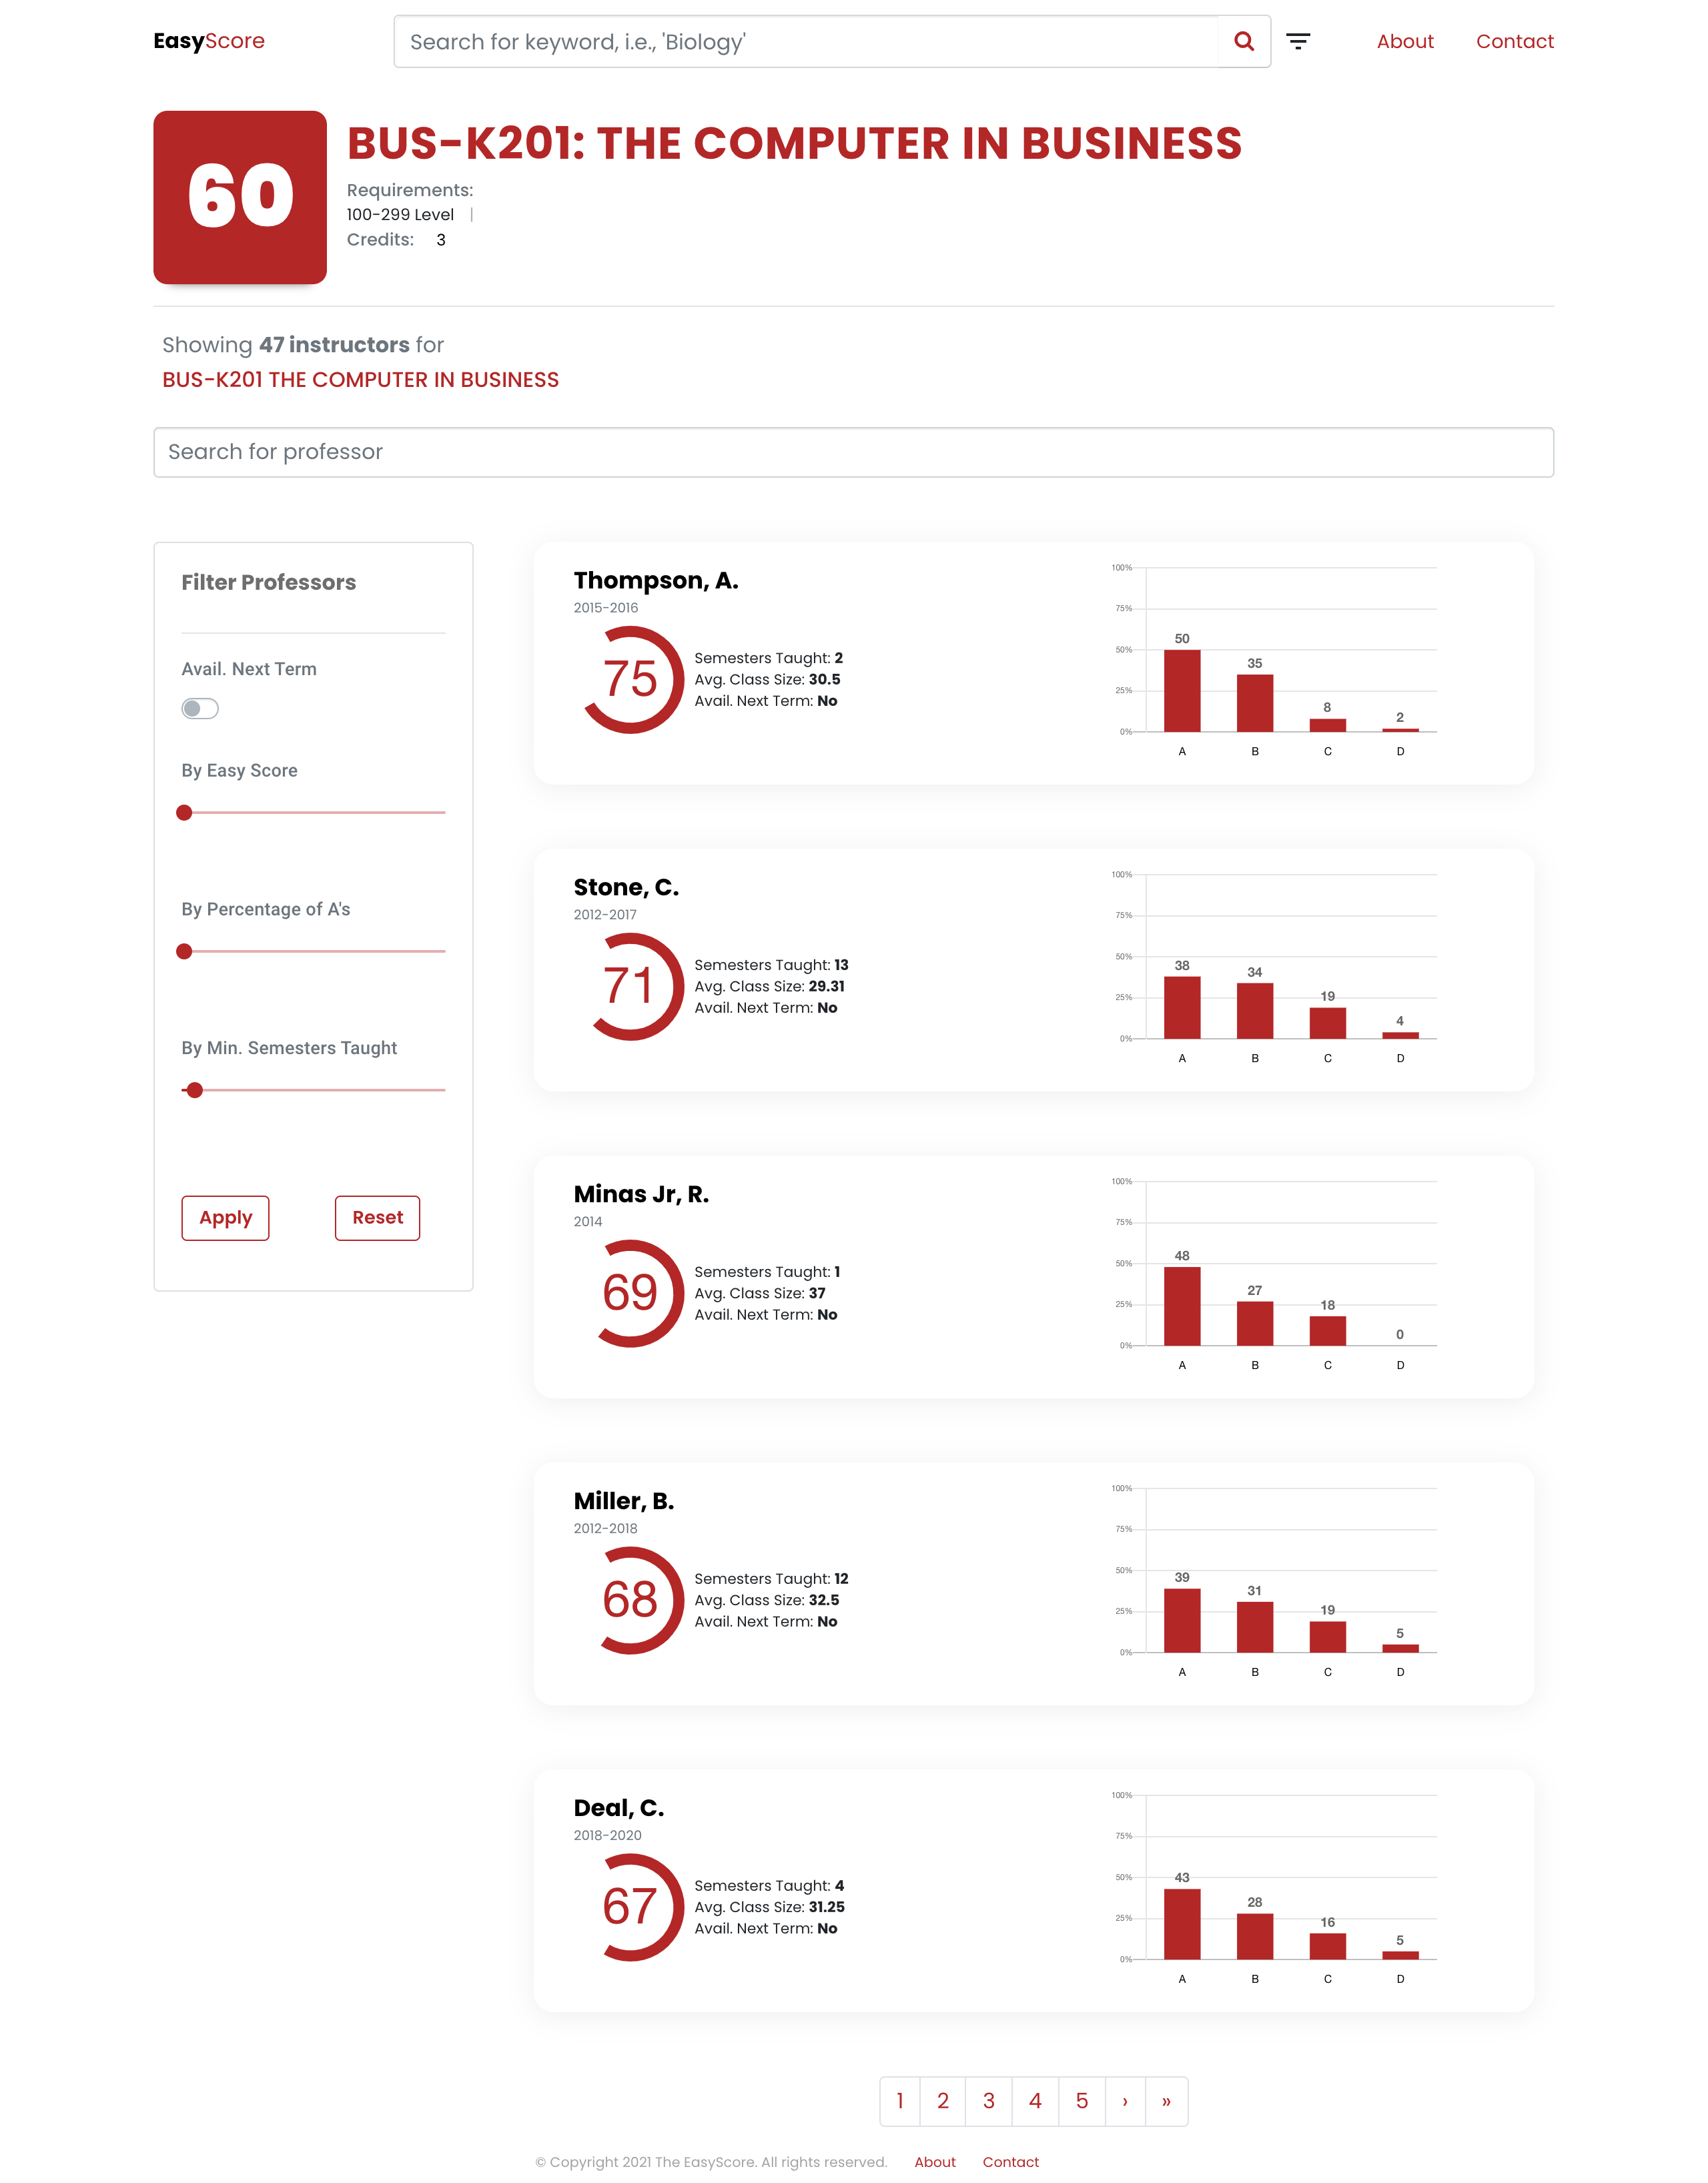 EasyScore
Search for keyword, i.e., 'Biology'
About
Contact
60
BUS-K201: THE COMPUTER IN BUSINESS
Requirements:
100-299 Level |
Credits: 3
Showing 47 instructors for
BUS-K201 THE COMPUTER IN BUSINESS
Search for professor
Filter Professors
Avail. Next Term
By Easy Score
By Percentage of A's
By Min. Semesters Taught
Apply
Reset
Thompson, A.
2015-2016
75
Semesters Taught: 2
Avg. Class Size: 30.5
Avail. Next Term: No
100%
75%
50%
25%
0%
50
35
8
2
A B C D
Stone, C.
2012-2017
71
Semesters Taught: 13
Avg. Class Size: 29.31
Avail. Next Term: No
100%
75%
50%
25%
0%
38
34
19
4
A B C D
Minas Jr, R.
2014
69
Semesters Taught: 1
Avg. Class Size: 37
Avail. Next Term: No
100%
75%
50%
25%
0%
48
27
18
0
A B C D
Miller, B.
2012-2018
68
Semesters Taught: 12
Avg. Class Size: 32.5
Avail. Next Term: No
100%
75%
50%
25%
0%
39
31
19
5
A B C D
Deal, C.
2018-2020
67
Semesters Taught: 4
Avg. Class Size: 31.25
Avail. Next Term: No
100%
75%
50%
25%
0%
43
28
16
5
A B C D
1 2 3 4 5 › »
© Copyright 2021 The EasyScore. All rights reserved. About Contact